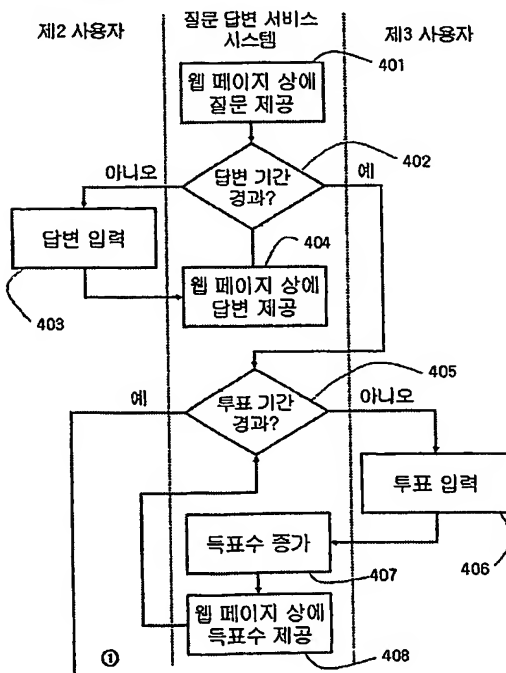 제2 사용자
질문 답변 서비스
시스템
제3 사용자
401
웹 페이지 상에
질문 제공
402
아니오
예
답변 기간
경과?
답변 입력
403
404
웹 페이지 상에
답변 제공
405
예
아니오
투표 기간
경과?
투표 입력
406
득표수 증가
407
웹 페이지 상에
득표수 제공
408
①